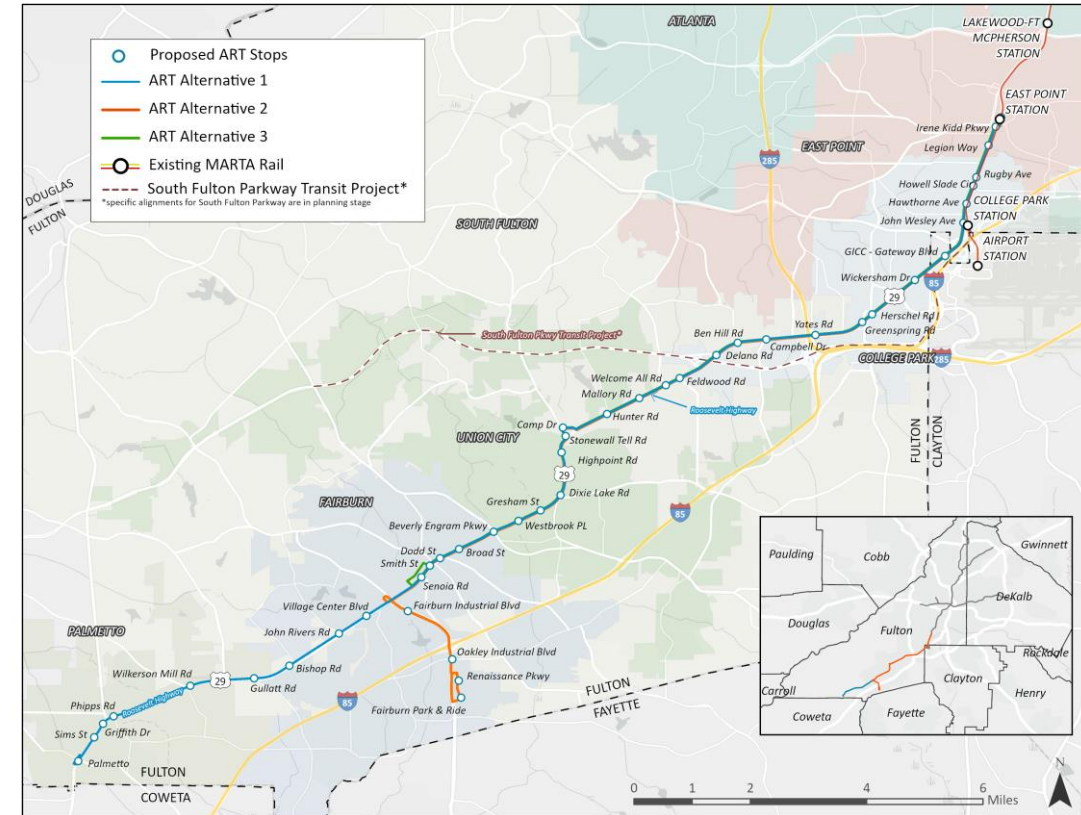 Proposed ART Stops
ART Alternative 1
ART Alternative 2
ART Alternative 3
Existing MARTA Rail
South Fulton Parkway Transit Project*
*specific alignments for South Fulton Parkway are in planning stage
ATLANTA
LAKEWOOD-FT
MCPHERSON
STATION
EAST POINT
STATION
Irene Kidd Pkwy
Legion Way
EAST POINT
285
Rugby Ave
Howell Slade Cir
Hawthorne Ave
COLLEGE PARK
STATION
John Wesley Ave
AIRPORT
STATION
GICC - Gateway Blvd
Wickersham Dr
85
29
Herschel Rd
Greenspring Rd
Yates Rd
Campbell Dr
Ben Hill Rd
Delano Rd
COLLEGE PARK
285
DOUGLAS
FULTON
SOUTH FULTON
South Fulton Pkwy Transit Project*
Welcome All Rd
Feldwood Rd
Mallory Rd
Roosevelt Highway
Hunter Rd
Camp Dr
UNION CITY
Stonewall Tell Rd
Highpoint Rd
29
Dixie Lake Rd
FULTON
CLAYTON
85
Gresham St
Westbrook PL
FAIRBURN
Beverly Engram Pkwy
Broad St
Dodd St
Smith St
Senoia Rd
Village Center Blvd
Fairburn Industrial Blvd
John Rivers Rd
PALMETTO
Oakley Industrial Blvd
Bishop Rd
Wilkerson Mill Rd
29
Gullatt Rd
Renaissance Pkwy
Roosevelt Highway
85
Fairburn Park & Ride
FULTON
FAYETTE
Phipps Rd
Griffith Dr
Sims St
Palmetto
FULTON
COWETA
Paulding
Cobb
Gwinnett
DeKalb
Douglas
Fulton
Rockdale
Clayton
Carroll
Henry
Coweta
Fayette
0 1 2 4 6
Miles
N